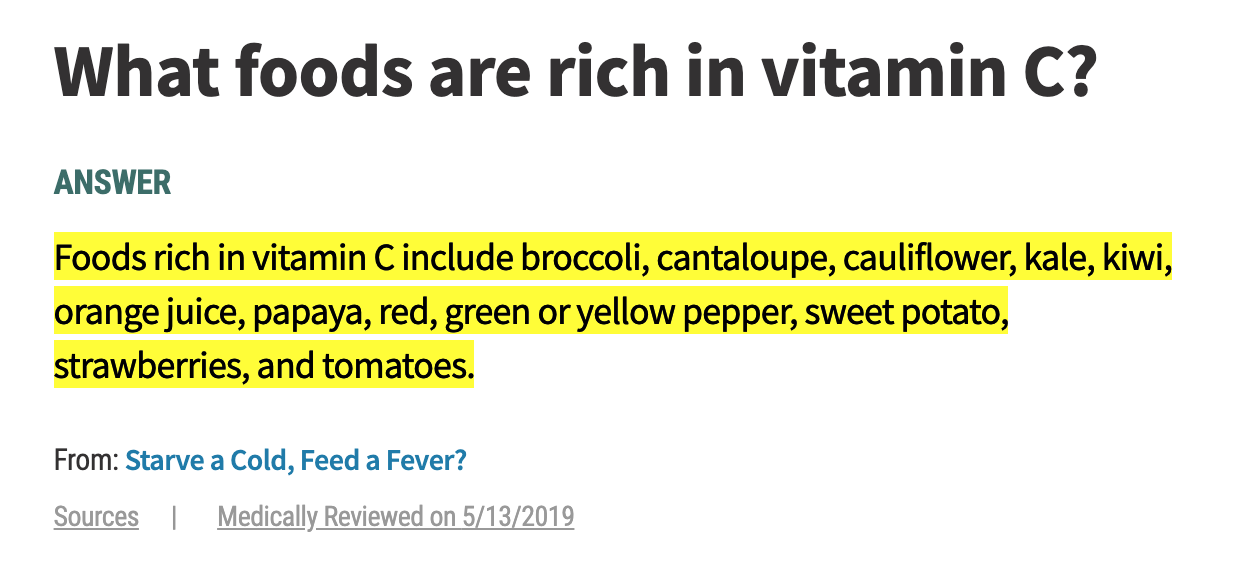 What foods are rich in vitamin C?
ANSWER
Foods rich in vitamin C include broccoli, cantaloupe, cauliflower, kale, kiwi,
orange juice, papaya, red, green or yellow pepper, sweet potato,
strawberries, and tomatoes.
From: Starve a Cold, Feed a Fever?
Sources | Medically Reviewed on 5/13/2019